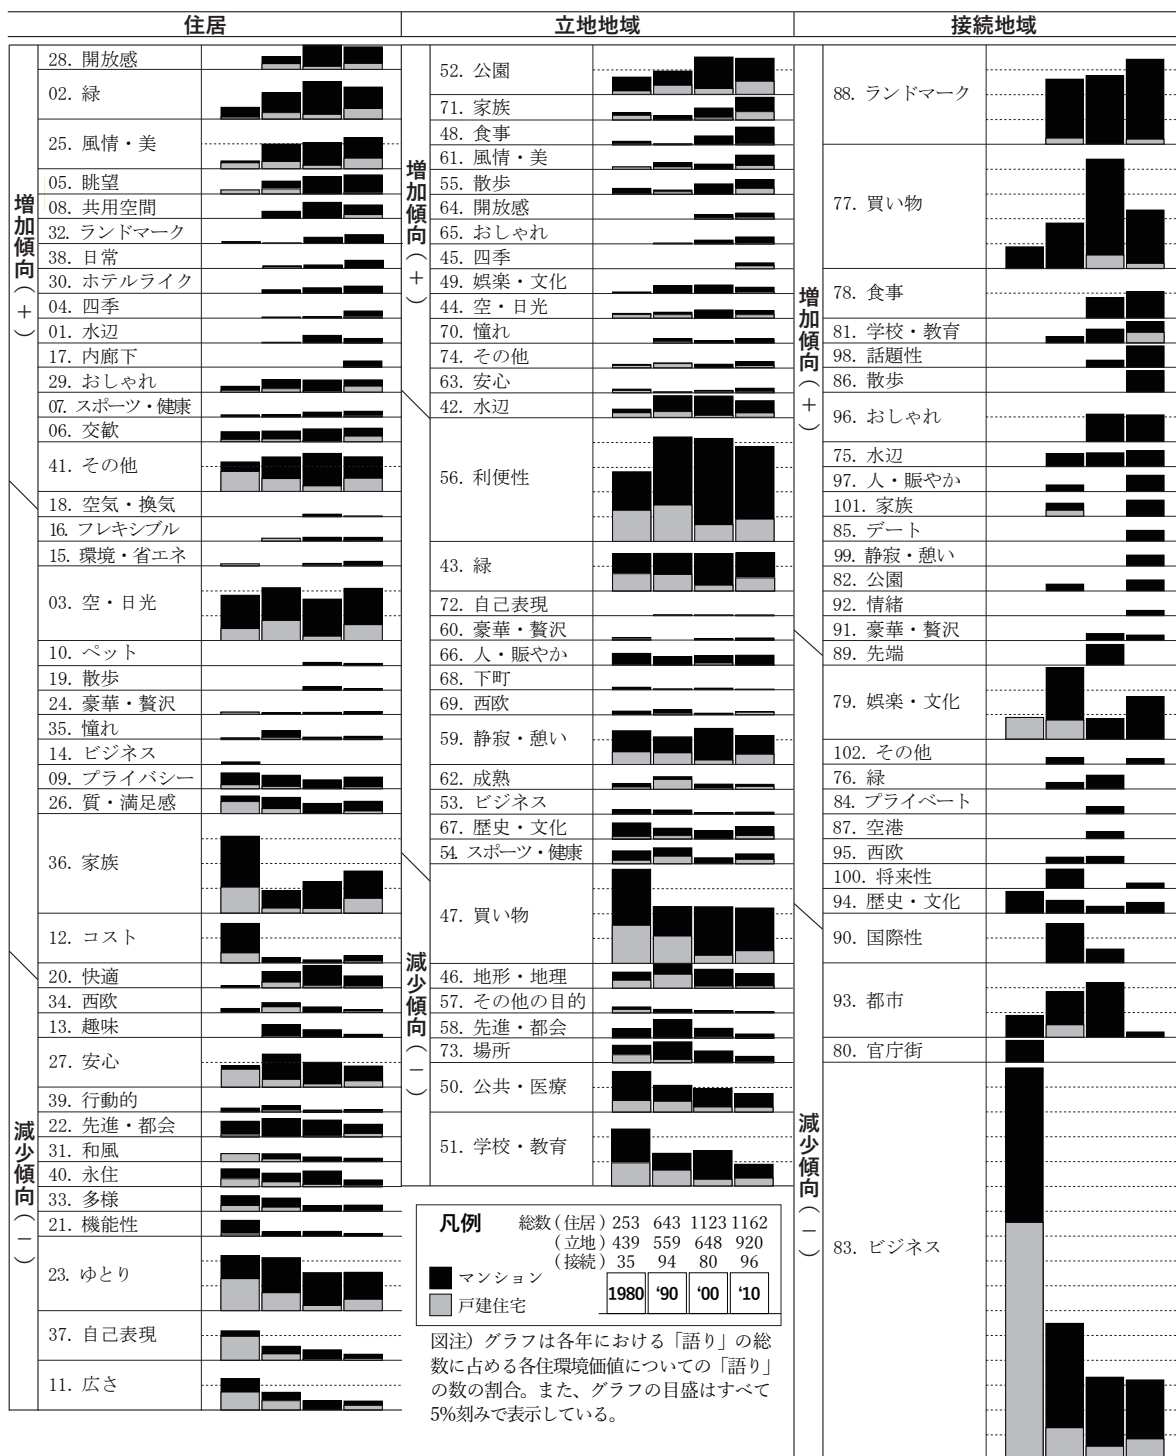 住居
立地地域
接続地域
増加傾向(+)
減少傾向(−)
28. 開放感
02. 緑
25. 風情・美
05. 眺望
08. 共用空間
32. ランドマーク
38. 日常
30. ホテルライク
04. 四季
01. 水辺
17. 内廊下
29. おしゃれ
07. スポーツ・健康
06. 交歓
41. その他
18. 空気・換気
16. フレキシブル
15. 環境・省エネ
03. 空・日光
10. ペット
19. 散歩
24. 豪華・贅沢
35. 憧れ
14. ビジネス
09. プライバシー
26. 質・満足感
36. 家族
12. コスト
20. 快適
34. 西欧
13. 趣味
27. 安心
39. 行動的
22. 先進・都会
31. 和風
40. 永住
33. 多様
21. 機能性
23. ゆとり
37. 自己表現
11. 広さ
増加傾向(+)
減少傾向(−)
52. 公園
71. 家族
48. 食事
61. 風情・美
55. 散歩
64. 開放感
65. おしゃれ
45. 四季
49. 娯楽・文化
44. 空・日光
70. 憧れ
74. その他
63. 安心
42. 水辺
56. 利便性
43. 緑
72. 自己表現
60. 豪華・贅沢
66. 人・賑やか
68. 下町
69. 西欧
59. 静寂・憩い
62. 成熟
53. ビジネス
67. 歴史・文化
54. スポーツ・健康
47. 買い物
46. 地形・地理
57. その他の目的
58. 先進・都会
73. 場所
50. 公共・医療
51. 学校・教育
増加傾向(+)
減少傾向(−)
88. ランドマーク
77. 買い物
78. 食事
81. 学校・教育
98. 話題性
86. 散歩
96. おしゃれ
75. 水辺
97. 人・賑やか
101. 家族
85. デート
99. 静寂・憩い
82. 公園
92. 情緒
91. 豪華・贅沢
89. 先端
79. 娯楽・文化
102. その他
76. 緑
84. プライベート
87. 空港
95. 西欧
100. 将来性
94. 歴史・文化
90. 国際性
93. 都市
80. 官庁街
83. ビジネス
凡例 総数(住居) 253 643 1123 1162
(立地) 439 559 648 920
(接続) 35 94 80 96
マンション
戸建住宅
1980 '90 '00 '10
図注) グラフは各年における「語り」の総
数に占める各住環境価値についての「語り」
の数の割合。また、グラフの目盛はすべて
5%刻みで表示している。